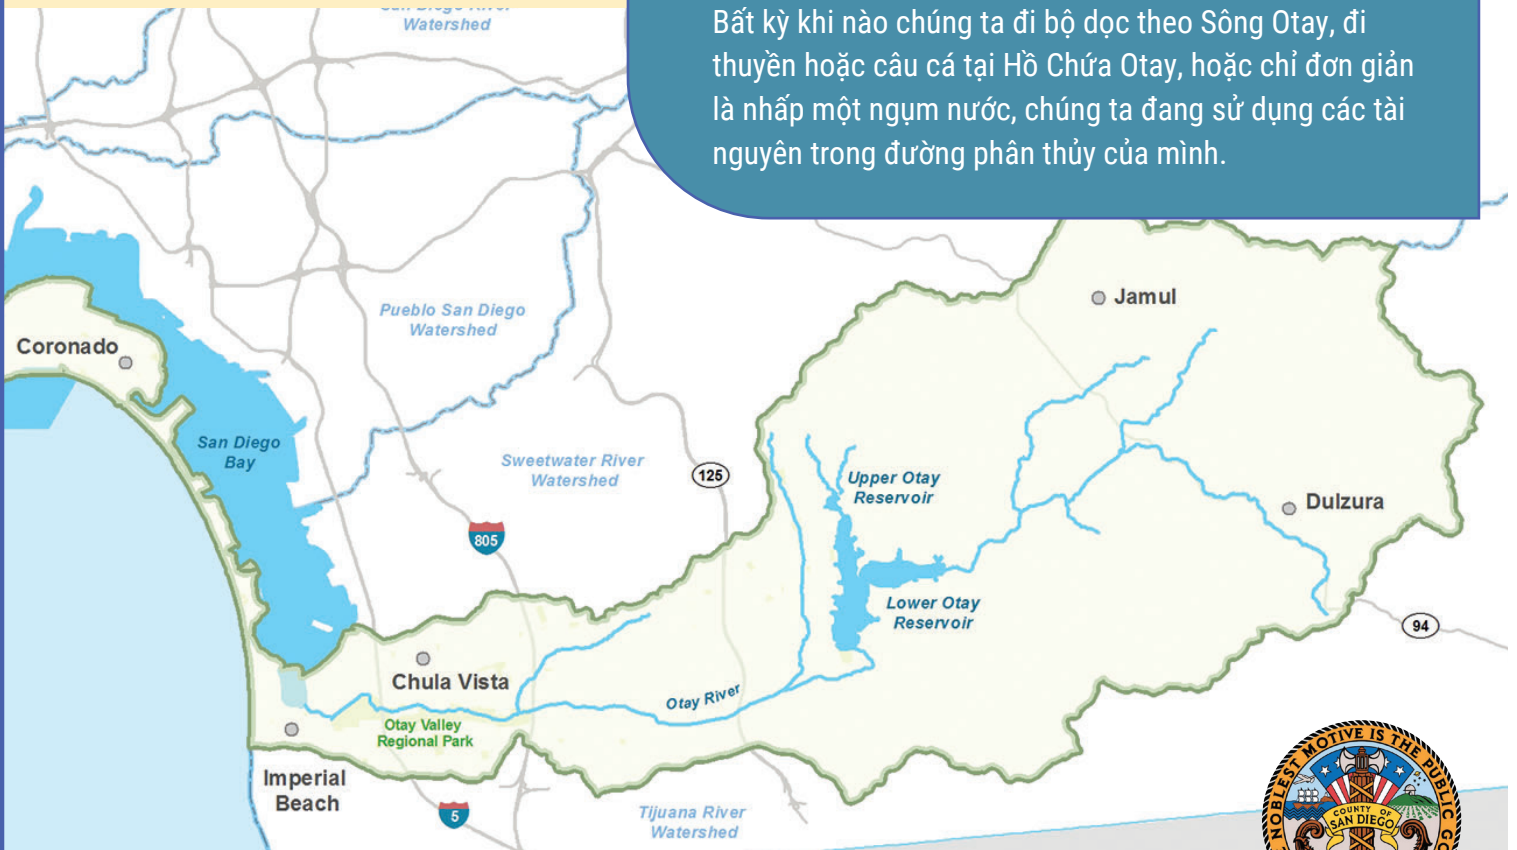 San Diego River
Watershed
Bất kỳ khi nào chúng ta đi bộ dọc theo Sông Otay, đi
thuyền hoặc câu cá tại Hồ Chứa Otay, hoặc chỉ đơn giản
là nhấp một ngụm nước, chúng ta đang sử dụng các tài
nguyên trong đường phân thủy của mình.
Jamul
Pueblo San Diego
Watershed
Coronado
San Diego
Bay
Sweetwater River
Watershed
125
Upper Otay
Reservoir
Dulzura
805
Lower Otay
Reservoir
94
Chula Vista
Otay River
Otay Valley
Regional Park
Imperial
Beach
5
Tijuana River
Watershed
NOBLEST MOTIVE IS THE PUBLIC
COUNTY OF
SAN DIEGO